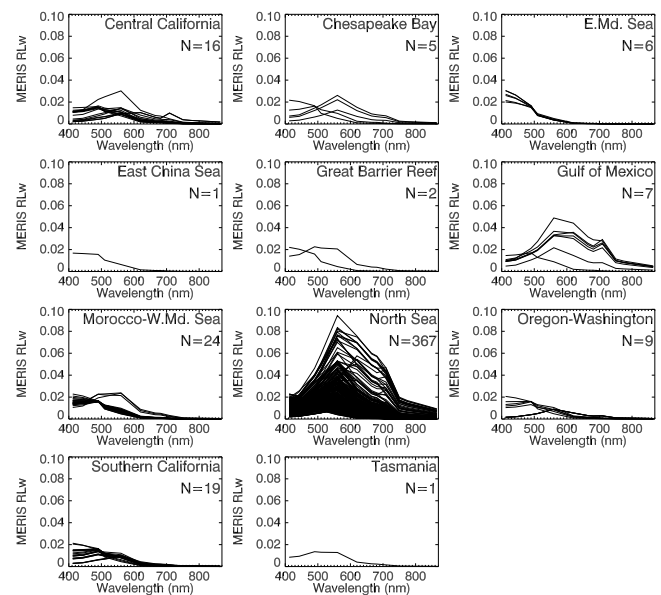 Central California
N=16
MERIS RLw
0.10
0.08
0.06
0.04
0.02
0
400 500 600 700 800
Wavelength (nm)
Chesapeake Bay
N=5
MERIS RLw
0.10
0.08
0.06
0.04
0.02
0
400 500 600 700 800
Wavelength (nm)
E.Md. Sea
N=6
MERIS RLw
0.10
0.08
0.06
0.04
0.02
0
400 500 600 700 800
Wavelength (nm)
East China Sea
N=1
MERIS RLw
0.10
0.08
0.06
0.04
0.02
0
400 500 600 700 800
Wavelength (nm)
Great Barrier Reef
N=2
MERIS RLw
0.10
0.08
0.06
0.04
0.02
0
400 500 600 700 800
Wavelength (nm)
Gulf of Mexico
N=7
MERIS RLw
0.10
0.08
0.06
0.04
0.02
0
400 500 600 700 800
Wavelength (nm)
Morocco-W.Md. Sea
N=24
MERIS RLw
0.10
0.08
0.06
0.04
0.02
0
400 500 600 700 800
Wavelength (nm)
North Sea
N=367
MERIS RLw
0.10
0.08
0.06
0.04
0.02
0
400 500 600 700 800
Wavelength (nm)
Oregon-Washington
N=9
MERIS RLw
0.10
0.08
0.06
0.04
0.02
0
400 500 600 700 800
Wavelength (nm)
Southern California
N=19
MERIS RLw
0.10
0.08
0.06
0.04
0.02
0
400 500 600 700 800
Wavelength (nm)
Tasmania
N=1
MERIS RLw
0.10
0.08
0.06
0.04
0.02
0
400 500 600 700 800
Wavelength (nm)